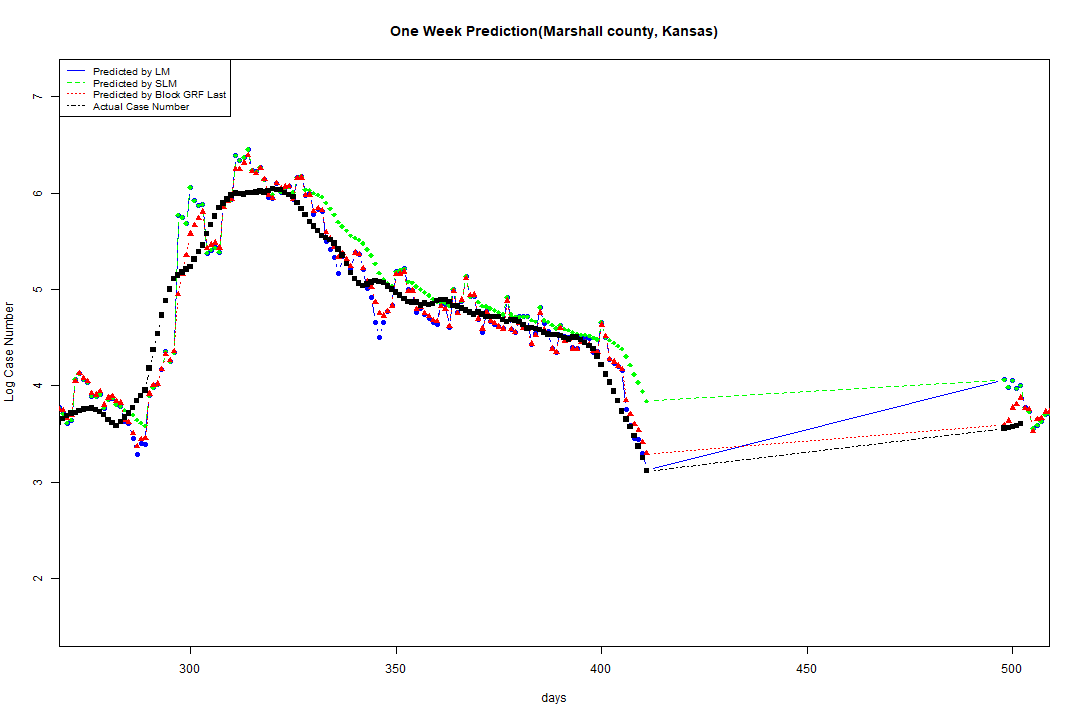 One Week Prediction(Marshall county, Kansas)
Predicted by LM
Predicted by SLM
Predicted by Block GRF Last
Actual Case Number
Log Case Number
7
6
5
4
3
2
300
350
400
450
500
days